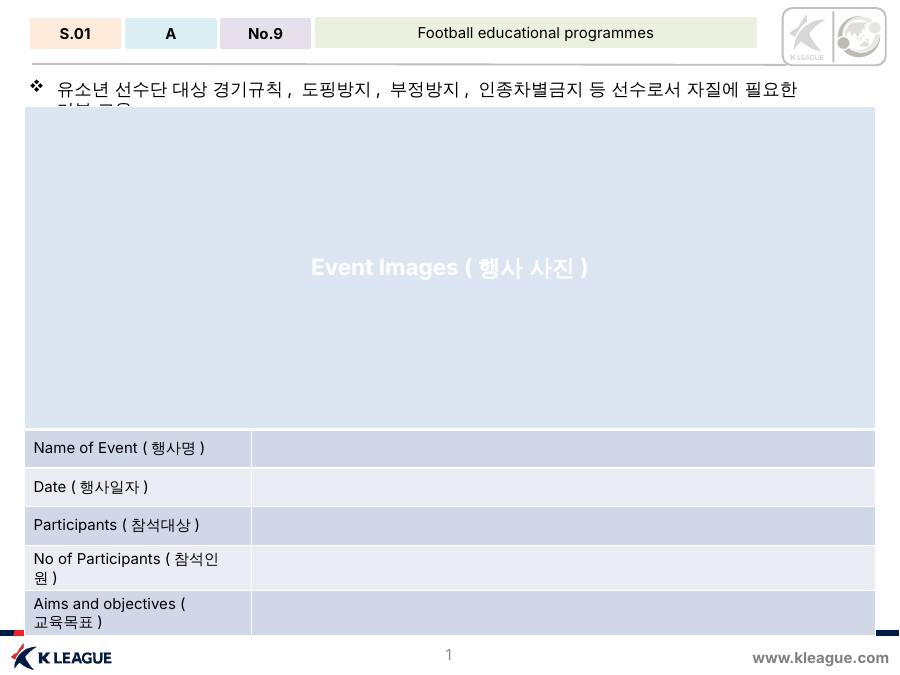 S.01 A No.9 Football educational programmes
K LEAGUE
❖ 유소년 선수단 대상 경기규칙 , 도핑방지 , 부정방지 , 인종차별금지 등 선수로서 자질에 필요한
Event Images ( 행사 사진 )
Name of Event ( 행사명 )
Date ( 행사일자 )
Participants ( 참석대상 )
No of Participants ( 참석인
원 )
Aims and objectives (
교육목표 )
K LEAGUE 1 www.kleague.com